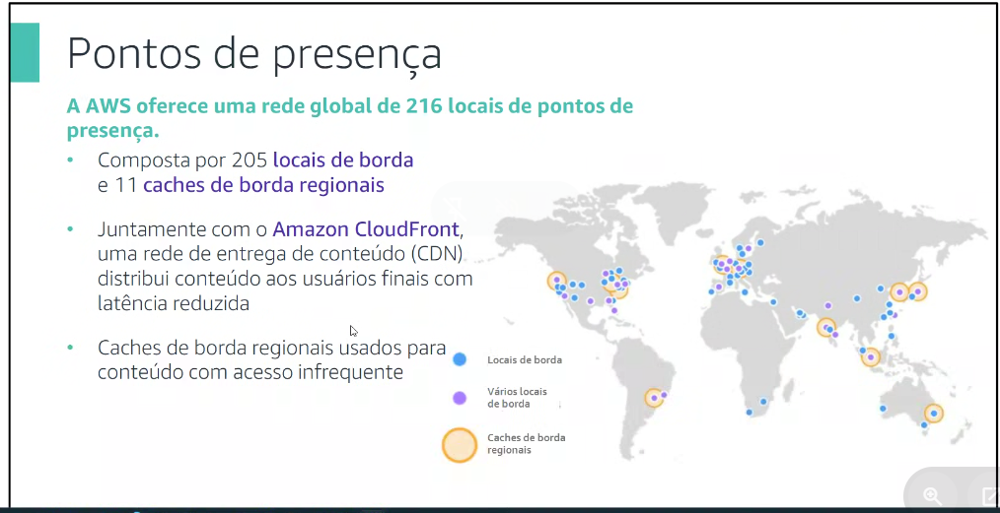 Pontos de presença
A AWS oferece uma rede global de 216 locais de pontos de
presença.
• Composta por 205 locais de borda
e 11 caches de borda regionais
• Juntamente com o Amazon CloudFront,
uma rede de entrega de conteúdo (CDN)
distribui conteúdo aos usuários finais com
latência reduzida
• Caches de borda regionais usados para
conteúdo com acesso infrequente
Locais de borda
Vários locais
de borda
Caches de borda
regionais